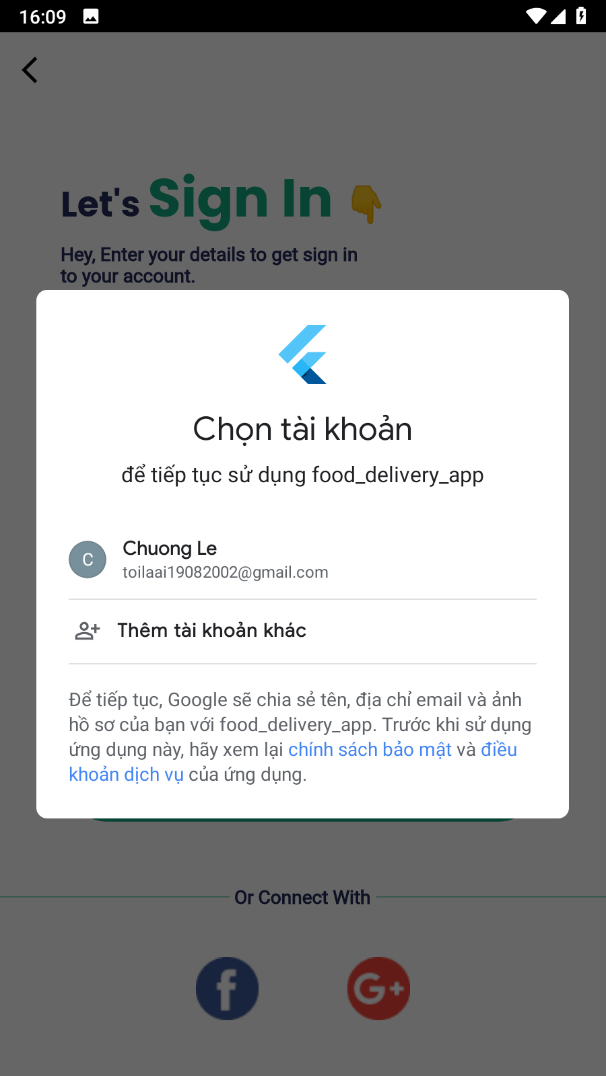 16:09
Let's Sign In
Hey, Enter your details to get sign in
to your account.
Chọn tài khoản
để tiếp tục sử dụng food_delivery_app
C
Chuong Le
toilaai19082002@gmail.com
Thêm tài khoản khác
Để tiếp tục, Google sẽ chia sẻ tên, địa chỉ email và ảnh
hồ sơ của bạn với food_delivery_app. Trước khi sử dụng
ứng dụng này, hãy xem lại chính sách bảo mật và điều
khoản dịch vụ của ứng dụng.
Or Connect With
f G+